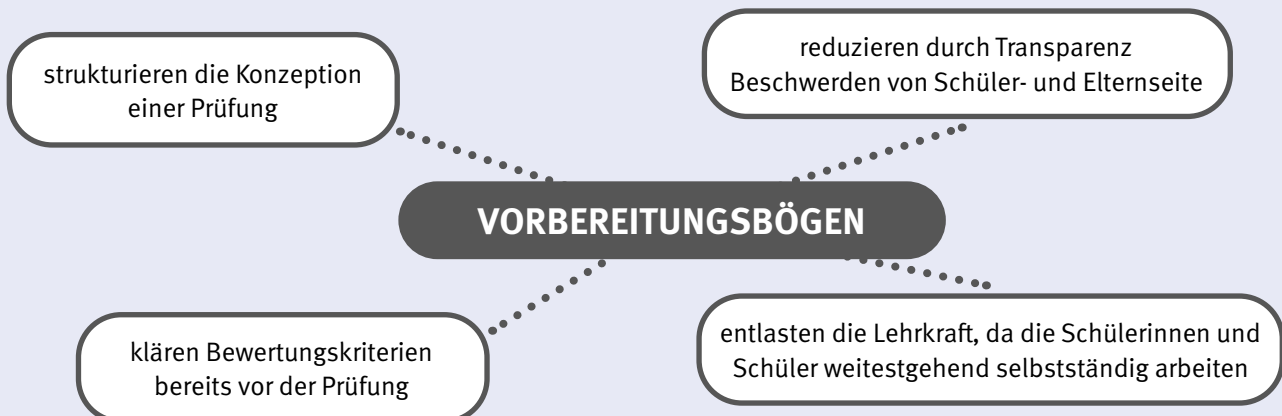 strukturieren die Konzeption
einer Prüfung
reduzieren durch Transparenz
Beschwerden von Schüler- und Elternseite
VORBEREITUNGSBÖGEN
klären Bewertungskriterien
bereits vor der Prüfung
entlasten die Lehrkraft, da die Schülerinnen und
Schüler weitestgehend selbstständig arbeiten